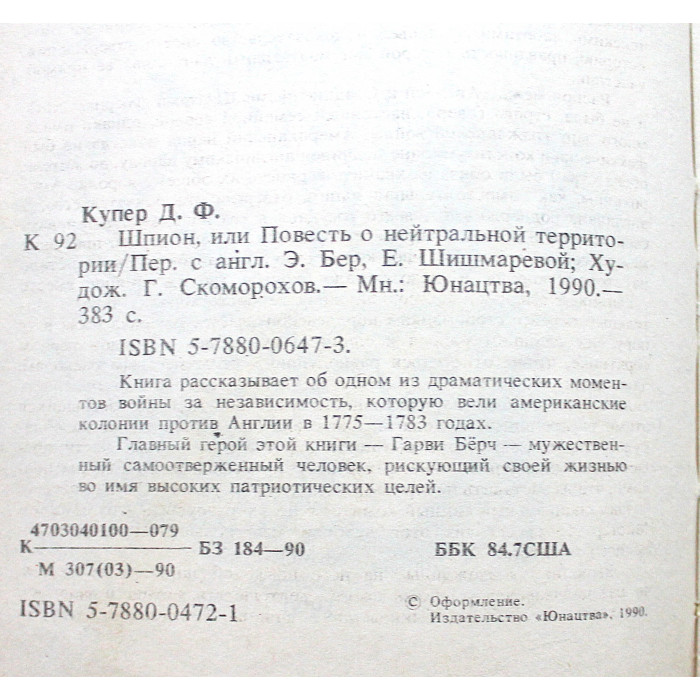 Купер Д. Ф.
К 92 Шпион, или Повесть о нейтральной террито-
рии/Пер. с англ. Э. Бер, Е. Шишмарёвой; Ху-
дож. Г. Скоморохов.— Мн.: Юнацтва, 1990.—
383 с.
ISBN 5-7880-0647-3.
Книга рассказывает об одном из драматических момен-
тов войны за независимость, которую вели американские
колонии против Англии в 1775—1783 годах.
Главный герой этой книги — Гарви Бёрч — мужествен-
ный самоотверженный человек, рискующий своей жизнью
во имя высоких патриотических целей.
4703040100—079
К——— БЗ 184—90 ББК 84.7США
М 307(03)—90
ISBN 5-7880-0472-1
© Оформление.
Издательство «Юнацтва», 1990.